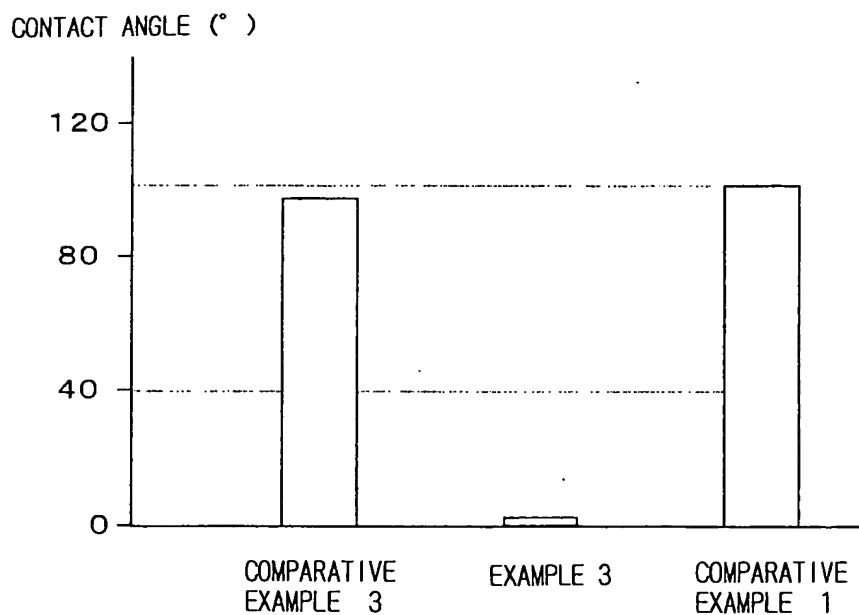 CONTACT ANGLE (° )
120
80
40
0
COMPARATIVE
EXAMPLE 3
EXAMPLE 3
COMPARATIVE
EXAMPLE 1